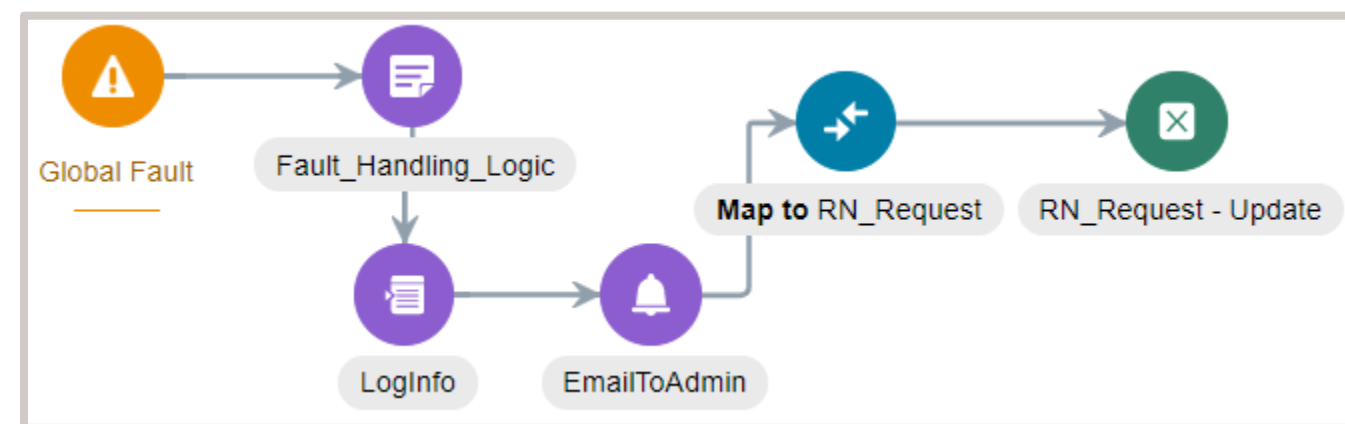 Global Fault
Fault_Handling_Logic
LogInfo
EmailToAdmin
Map to RN_Request
RN_Request - Update